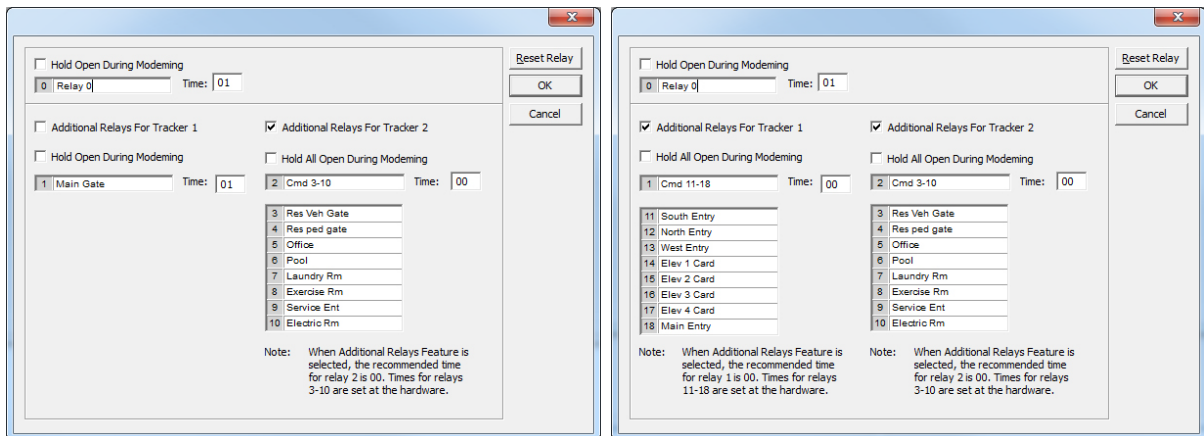 Hold Open During Modeming
Reset Relay
0 Relay 0 Time: 01
OK
Cancel
Additional Relays For Tracker 1
Additional Relays For Tracker 2
Hold Open During Modeming
Hold All Open During Modeming
1 Main Gate Time: 01
2 Cmd 3-10 Time: 00
3 Res Veh Gate
4 Res ped gate
5 Office
6 Pool
7 Laundry Rm
8 Exercise Rm
9 Service Ent
10 Electric Rm
Note: When Additional Relays Feature is
selected, the recommended time
for relay 2 is 00. Times for relays
3-10 are set at the hardware.
Hold Open During Modeming
Reset Relay
0 Relay 0 Time: 01
OK
Cancel
Additional Relays For Tracker 1
Additional Relays For Tracker 2
Hold All Open During Modeming
Hold All Open During Modeming
1 Cmd 11-18 Time: 00
2 Cmd 3-10 Time: 00
11 South Entry
12 North Entry
13 West Entry
14 Elev 1 Card
15 Elev 2 Card
16 Elev 3 Card
17 Elev 4 Card
18 Main Entry
3 Res Veh Gate
4 Res ped gate
5 Office
6 Pool
7 Laundry Rm
8 Exercise Rm
9 Service Ent
10 Electric Rm
Note: When Additional Relays Feature is
selected, the recommended time
for relay 1 is 00. Times for relays
11-18 are set at the hardware.
Note: When Additional Relays Feature is
selected, the recommended time
for relay 2 is 00. Times for relays
3-10 are set at the hardware.